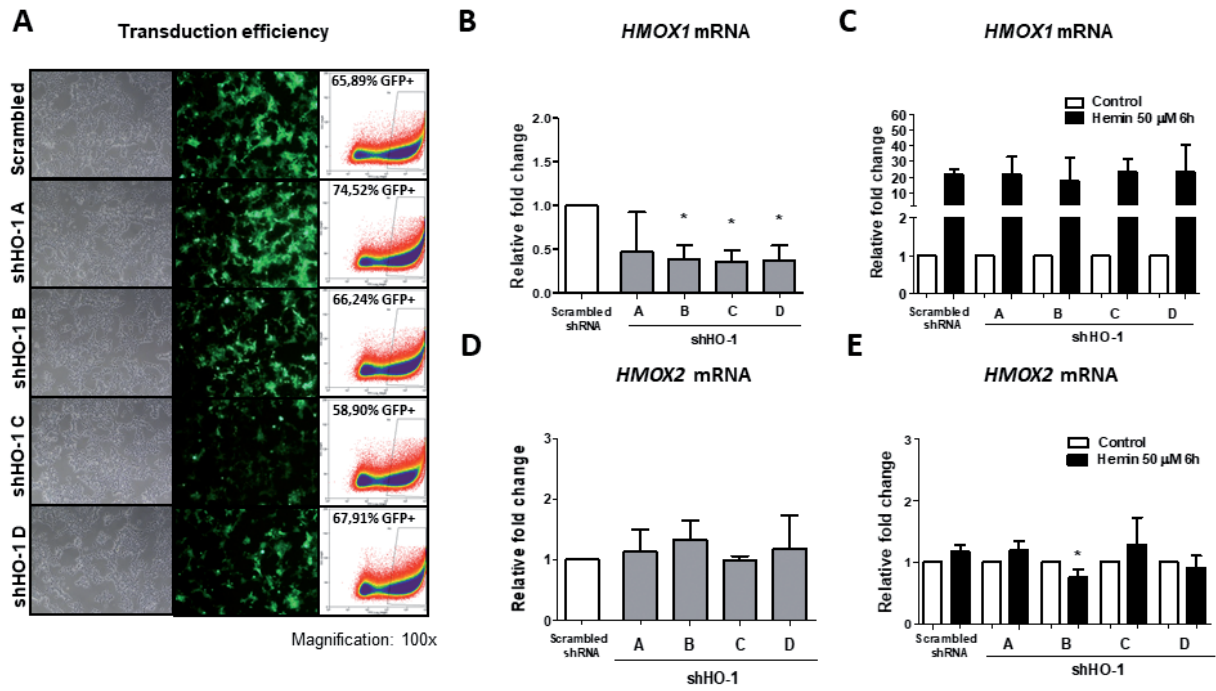 A
Transduction efficiency
Scrambled
65,89% GFP+
shHO-1 A
74,52% GFP+
shHO-1 B
66,24% GFP+
shHO-1 C
58,90% GFP+
shHO-1 D
67,91% GFP+
Magnification: 100x
B
HMOX1 mRNA
Relative fold change
2.0
1.5
1.0
0.5
0.0
* * *
Scrambled
shRNA
A B C D
shHO-1
C
HMOX1 mRNA
Control
Hemin 50 µM 6h
Relative fold change
60
50
40
30
20
10
2
1
0
Scrambled
shRNA
A B C D
shHO-1
D
HMOX2 mRNA
Relative fold change
3
2
1
0
Scrambled
shRNA
A B C D
shHO-1
E
HMOX2 mRNA
Control
Hemin 50 µM 6h
Relative fold change
3
2
1
0
*
Scrambled
shRNA
A B C D
shHO-1